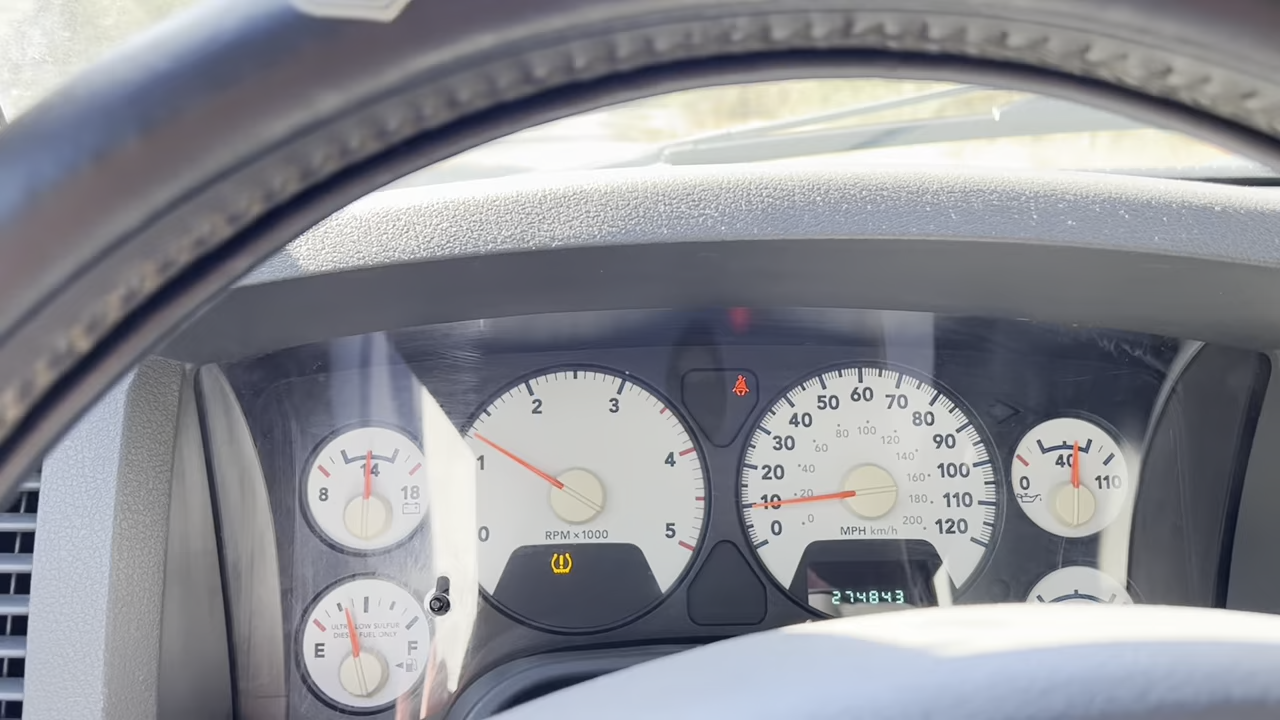 8 14 18
ULTRA LOW SULFUR
DIESEL FUEL ONLY
E F
0 1 2 3 4 5
RPM x 1000
0 10 20 30 40 50 60 70 80 90 100 110 120
0 20 40 60 80 100 120 140 160 180 200
MPH km/h
274843
0 40 110